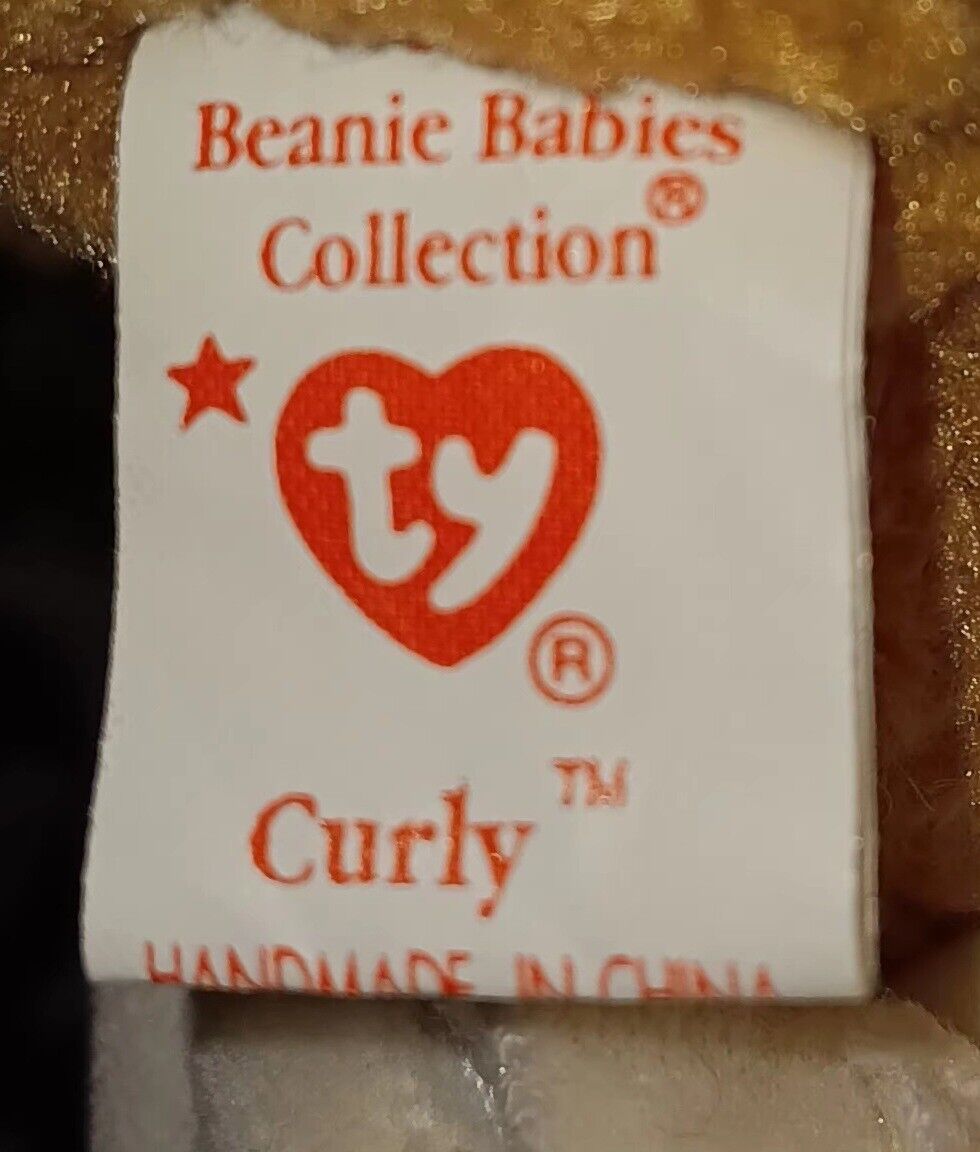 Beanie Babies
Collection®
ty®
Curly™
HANDMADE IN CHINA